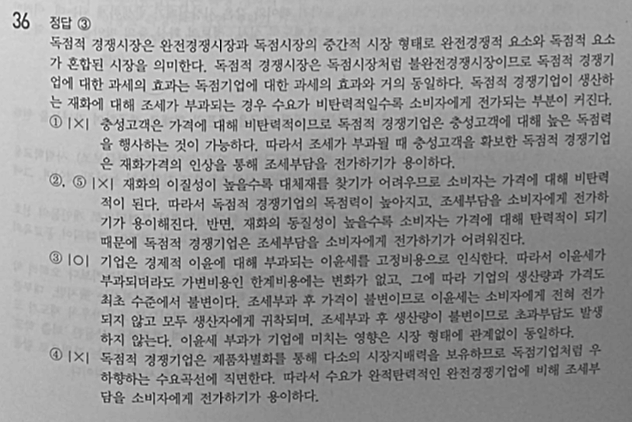 36 정답 ③
독점적 경쟁시장은 완전경쟁시장과 독점시장의 중간적 시장 형태로 완전경쟁적 요소와 독점적 요소
가 혼합된 시장을 의미한다. 독점적 경쟁시장은 독점시장처럼 불완전경쟁시장이므로 독점적 경쟁기
업에 대한 과세의 효과는 독점기업에 대한 과세의 효과와 거의 동일하다. 독점적 경쟁기업이 생산하
는 재화에 대해 조세가 부과되는 경우 수요가 비탄력적일수록 소비자에게 전가되는 부분이 커진다.
① |×| 충성고객은 가격에 대해 비탄력적이므로 독점적 경쟁기업은 충성고객에 대해 높은 독점력
을 행사하는 것이 가능하다. 따라서 조세가 부과될 때 충성고객을 확보한 독점적 경쟁기업
은 재화가격의 인상을 통해 조세부담을 전가하기가 용이하다.
②, ⑤ |×| 재화의 이질성이 높을수록 대체재를 찾기가 어려우므로 소비자는 가격에 대해 비탄력
적이 된다. 따라서 독점적 경쟁기업의 독점력이 높아지고, 조세부담을 소비자에게 전가하
기가 용이해진다. 반면, 재화의 동질성이 높을수록 소비자는 가격에 대해 탄력적이 되기
때문에 독점적 경쟁기업은 조세부담을 소비자에게 전가하기가 어려워진다.
③ |○| 기업은 경제적 이윤에 대해 부과되는 이윤세를 고정비용으로 인식한다. 따라서 이윤세가
부과되더라도 가변비용인 한계비용에는 변화가 없고, 그에 따라 기업의 생산량과 가격도
최초 수준에서 불변이다. 조세부과 후 가격이 불변이므로 이윤세는 소비자에게 전혀 전가
되지 않고 모두 생산자에게 귀착되며, 조세부과 후 생산량이 불변이므로 초과부담도 발생
하지 않는다. 이윤세 부과가 기업에 미치는 영향은 시장 형태에 관계없이 동일하다.
④ |×| 독점적 경쟁기업은 제품차별화를 통해 다소의 시장지배력을 보유하므로 독점기업처럼 우
하향하는 수요곡선에 직면한다. 따라서 수요가 완전탄력적인 완전경쟁기업에 비해 조세부
담을 소비자에게 전가하기가 용이하다.